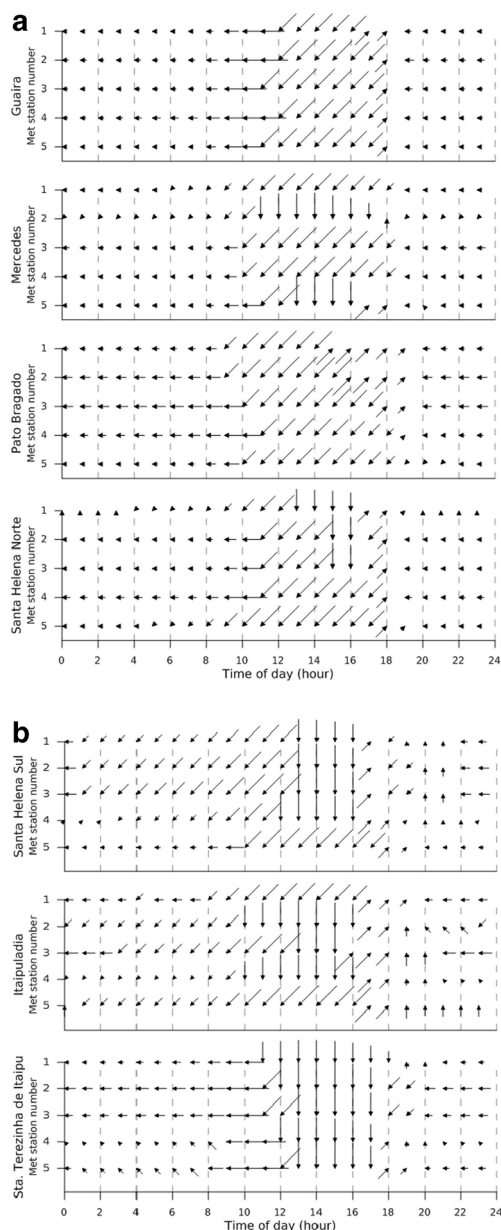 a
Guaira
Met station number
1
2
3
4
5
Mercedes
Met station number
1
2
3
4
5
Pato Bragado
Met station number
1
2
3
4
5
Santa Helena Norte
Met station number
1
2
3
4
5
0 2 4 6 8 10 12 14 16 18 20 22 24
Time of day (hour)
b
Santa Helena Sul
Met station number
1
2
3
4
5
Itaipuladia
Met station number
1
2
3
4
5
Sta. Terezinha de Itaipu
Met station number
1
2
3
4
5
0 2 4 6 8 10 12 14 16 18 20 22 24
Time of day (hour)